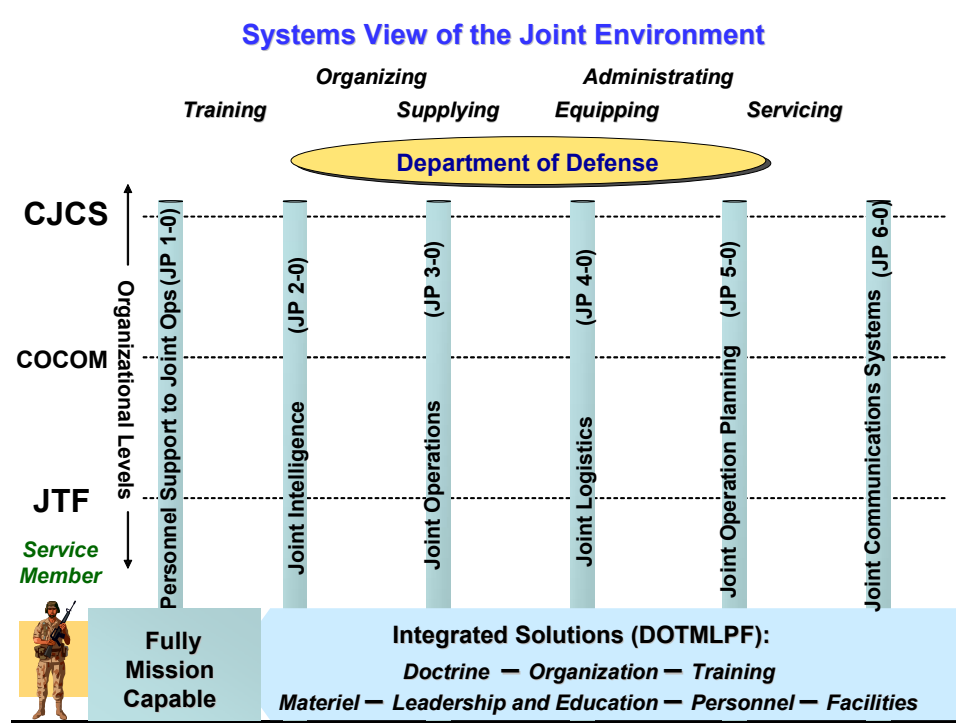 Systems View of the Joint Environment
Organizing Administrating
Training Supplying Equipping Servicing
Department of Defense
CJCS
COCOM
JTF
Organizational Levels
Service
Member
Personnel Support to Joint Ops (JP 1-0)
Joint Intelligence (JP 2-0)
Joint Operations (JP 3-0)
Joint Logistics (JP 4-0)
Joint Operation Planning (JP 5-0)
Joint Communications Systems (JP 6-0)
Fully
Mission
Capable
Integrated Solutions (DOTMLPF):
Doctrine – Organization – Training
Materiel – Leadership and Education – Personnel – Facilities